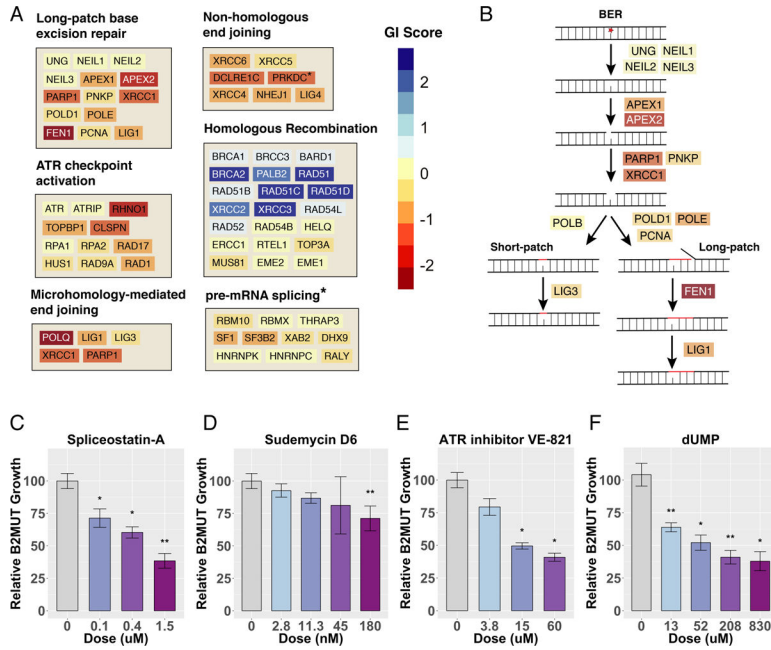 A
Long-patch base
excision repair
UNG NEIL1 NEIL2
NEIL3 APEX1 APEX2
PARP1 PNKP XRCC1
POLD1 POLE
FEN1 PCNA LIG1
ATR checkpoint
activation
ATR ATRIP RHNO1
TOPBP1 CLSPN
RPA1 RPA2 RAD17
HUS1 RAD9A RAD1
Microhomology-mediated
end joining
POLQ LIG1 LIG3
XRCC1 PARP1
Non-homologous
end joining
XRCC6 XRCC5
DCLRE1C PRKDC*
XRCC4 NHEJ1 LIG4
Homologous Recombination
BRCA1 BRCC3 BARD1
BRCA2 PALB2 RAD51
RAD51B RAD51C RAD51D
XRCC2 XRCC3 RAD54L
RAD52 RAD54B HELQ
ERCC1 RTEL1 TOP3A
MUS81 EME2 EME1
pre-mRNA splicing*
RBM10 RBMX THRAP3
SF1 SF3B2 XAB2 DHX9
HNRNPK HNRNPC RALY
GI Score
2
1
0
-1
-2
B
BER
UNG NEIL1
NEIL2 NEIL3
APEX1
APEX2
PARP1 PNKP
XRCC1
POLB
POLD1 POLE
PCNA
Short-patch
Long-patch
LIG3
FEN1
LIG1
C
Spliceostatin-A
Relative B2MUT Growth
100
75
50
25
0
* * **
0 0.1 0.4 1.5
Dose (uM)
D
Sudemycin D6
Relative B2MUT Growth
100
75
50
25
0
**
0 2.8 11.3 45 180
Dose (nM)
E
ATR inhibitor VE-821
Relative B2MUT Growth
100
75
50
25
0
* *
0 3.8 15 60
Dose (uM)
F
dUMP
Relative B2MUT Growth
100
75
50
25
0
** * ** *
0 13 52 208 830
Dose (uM)